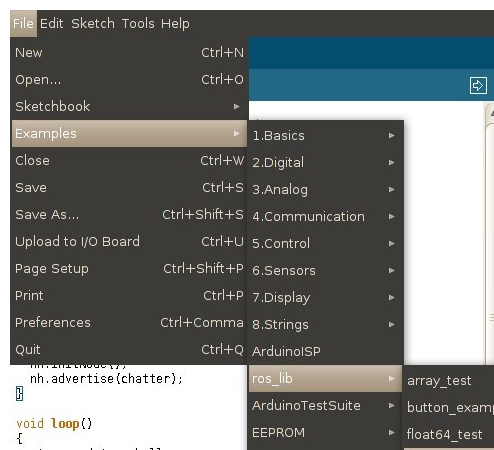 File Edit Sketch Tools Help
New Ctrl+N
Open... Ctrl+O
Sketchbook
Examples
Close Ctrl+W
Save Ctrl+S
Save As... Ctrl+Shift+S
Upload to I/O Board Ctrl+U
Page Setup Ctrl+Shift+P
Print Ctrl+P
Preferences Ctrl+Comma
Quit Ctrl+Q
1.Basics
2.Digital
3.Analog
4.Communication
5.Control
6.Sensors
7.Display
8.Strings
ArduinoISP
ros_lib
ArduinoTestSuite
EEPROM
array_test
button_examp
float64_test
nh.advertise(chatter);
}
void loop()
{